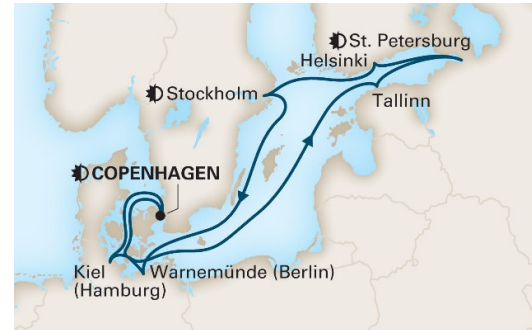 St. Petersburg
Helsinki
Stockholm
Tallinn
COPENHAGEN
Kiel
(Hamburg)
Warnemünde (Berlin)